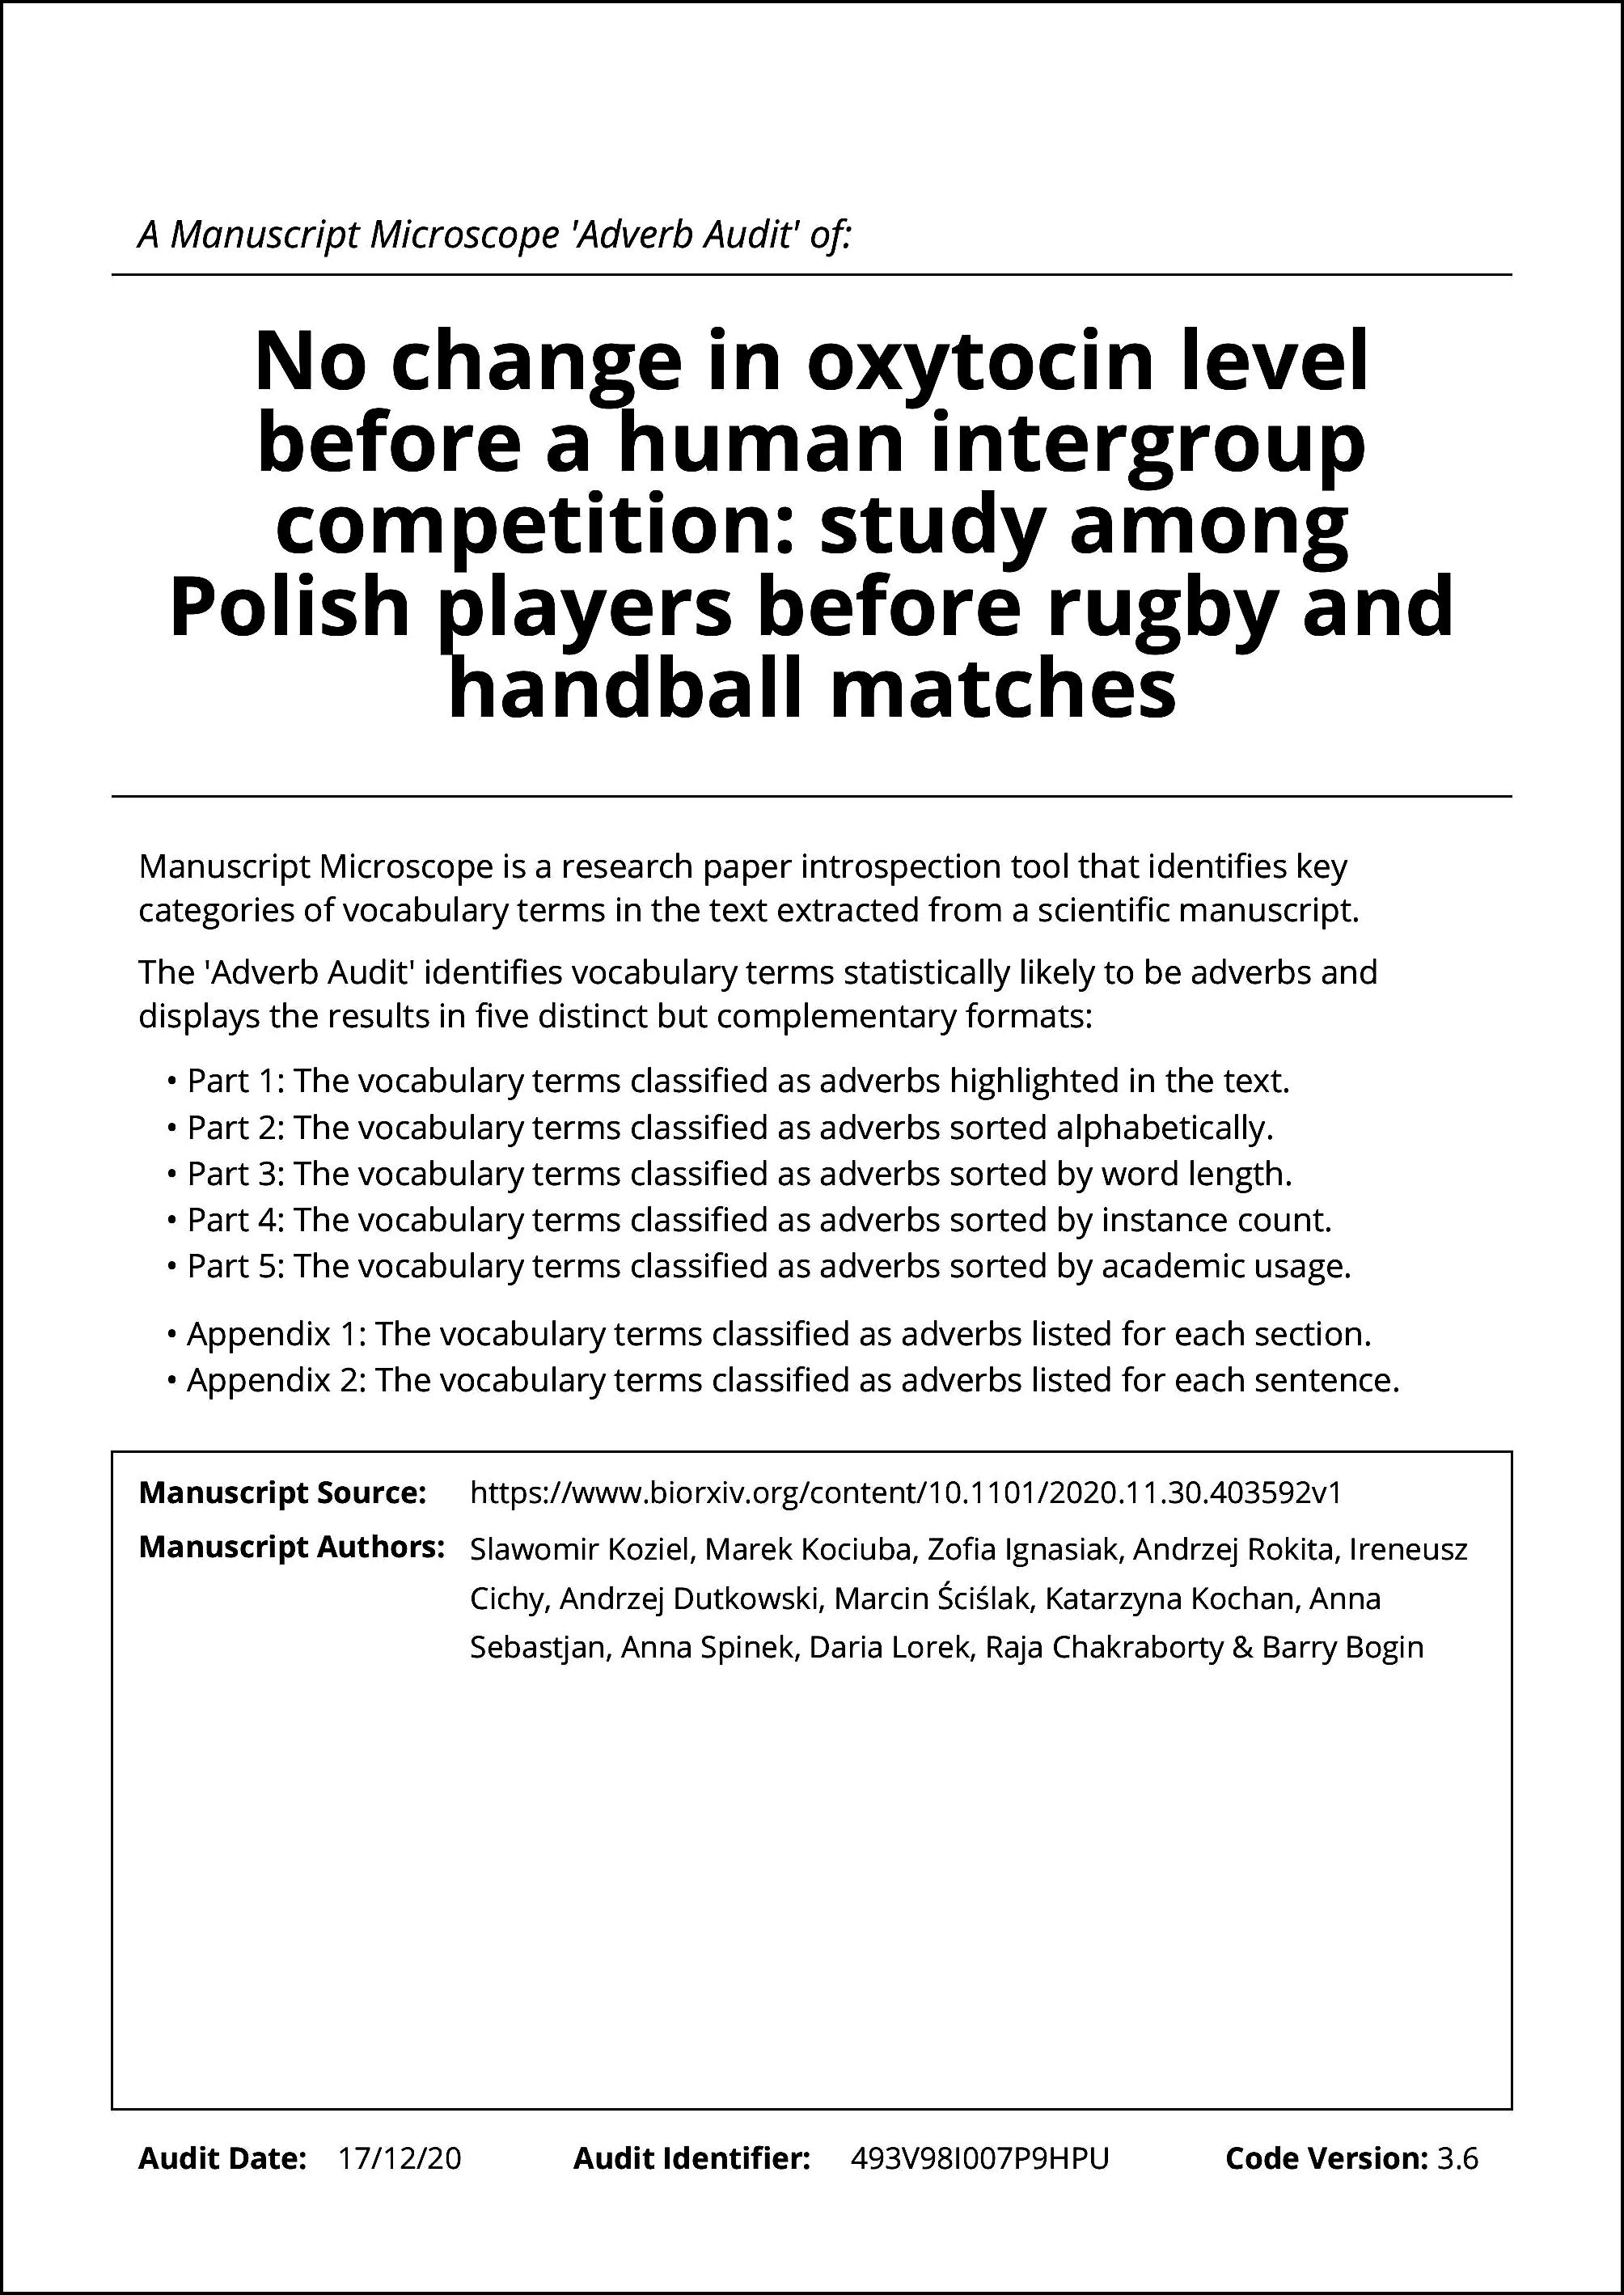 A Manuscript Microscope 'Adverb Audit' of:
No change in oxytocin level
before a human intergroup
competition: study among
Polish players before rugby and
handball matches
Manuscript Microscope is a research paper introspection tool that identifies key
categories of vocabulary terms in the text extracted from a scientific manuscript.
The 'Adverb Audit' identifies vocabulary terms statistically likely to be adverbs and
displays the results in five distinct but complementary formats:
• Part 1: The vocabulary terms classified as adverbs highlighted in the text.
• Part 2: The vocabulary terms classified as adverbs sorted alphabetically.
• Part 3: The vocabulary terms classified as adverbs sorted by word length.
• Part 4: The vocabulary terms classified as adverbs sorted by instance count.
• Part 5: The vocabulary terms classified as adverbs sorted by academic usage.
• Appendix 1: The vocabulary terms classified as adverbs listed for each section.
• Appendix 2: The vocabulary terms classified as adverbs listed for each sentence.
Manuscript Source: https://www.biorxiv.org/content/10.1101/2020.11.30.403592v1
Manuscript Authors: Slawomir Koziel, Marek Kociuba, Zofia Ignasiak, Andrzej Rokita, Ireneusz
Cichy, Andrzej Dutkowski, Marcin Ściślak, Katarzyna Kochan, Anna
Sebastjan, Anna Spinek, Daria Lorek, Raja Chakraborty & Barry Bogin
Audit Date: 17/12/20 Audit Identifier: 493V98I007P9HPU Code Version: 3.6